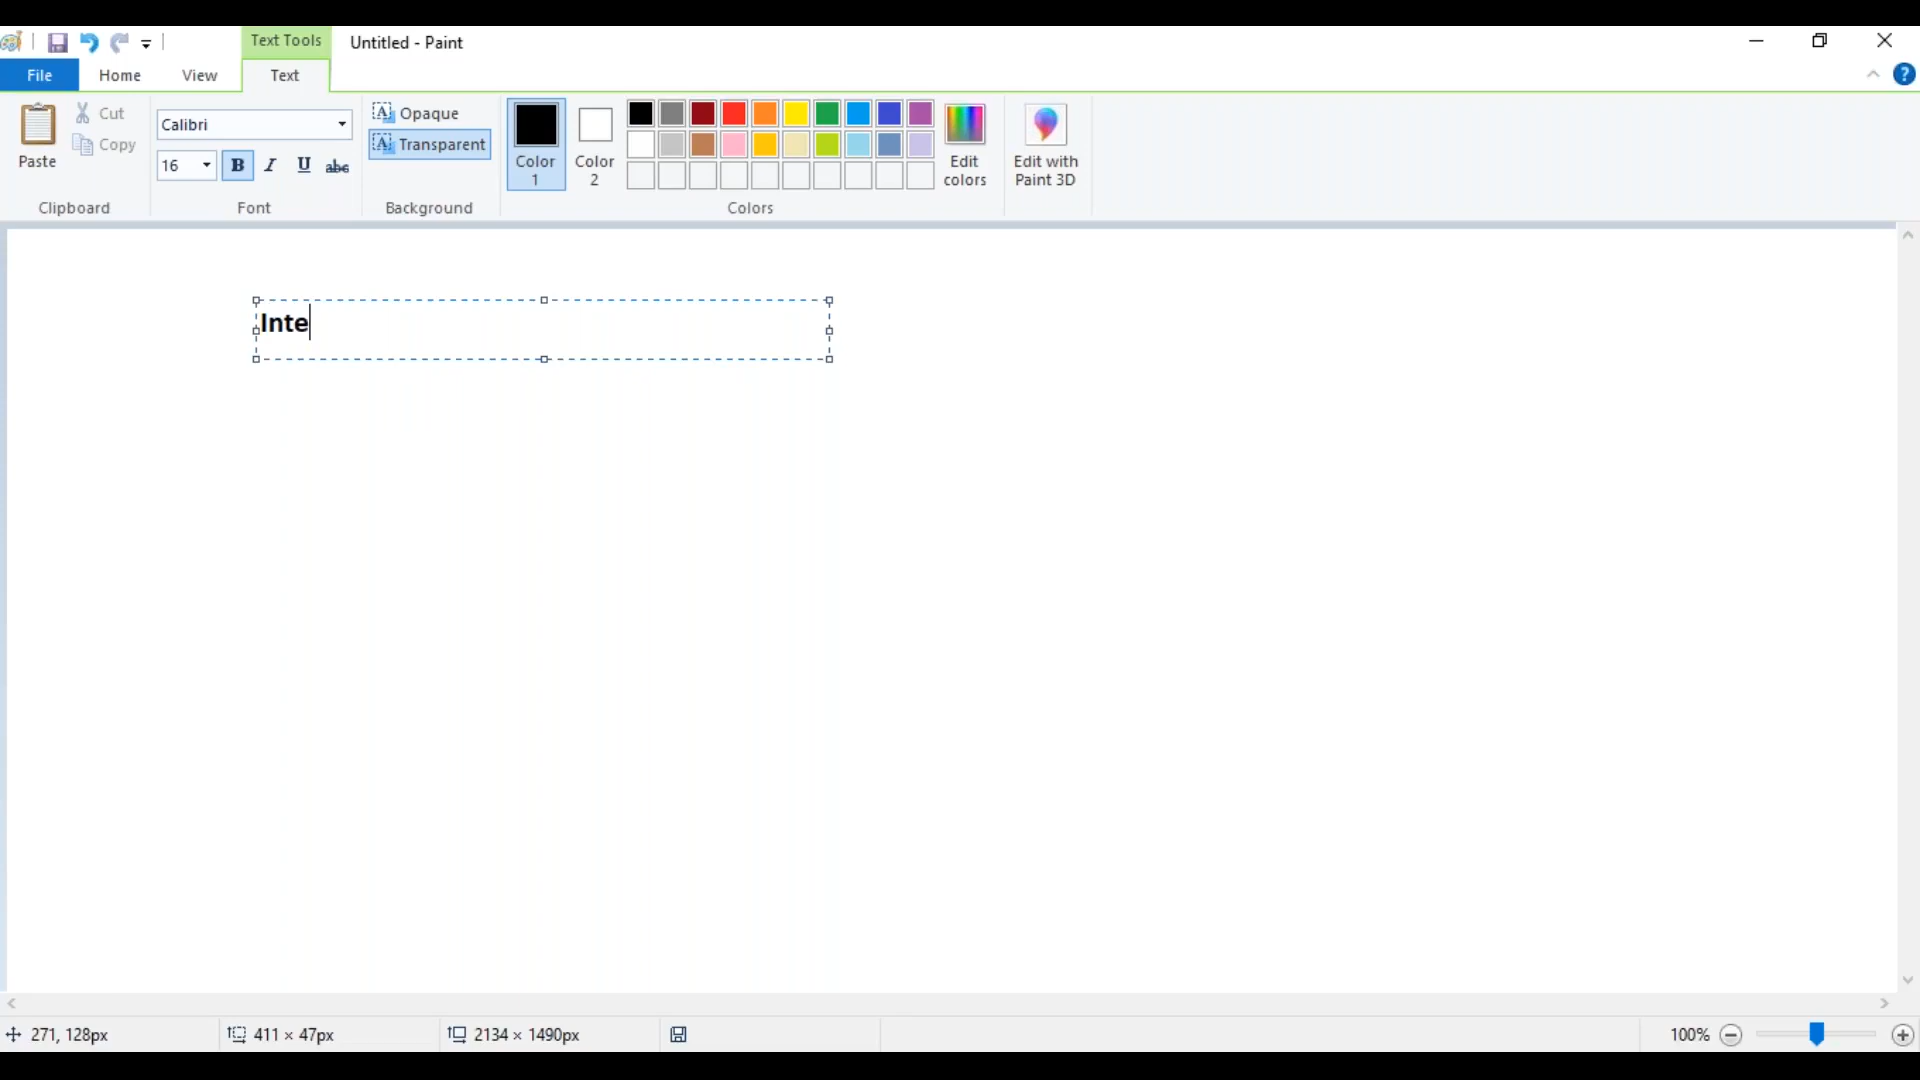 Text Tools Untitled - Paint
File Home View Text
Paste Cut Copy
Clipboard
Calibri
16 B I U abc
Font
Opaque
Transparent
Background
Color 1
Color 2
Edit colors
Colors
Edit with Paint 3D
Inte
271, 128px 411 × 47px 2134 × 1490px 100%